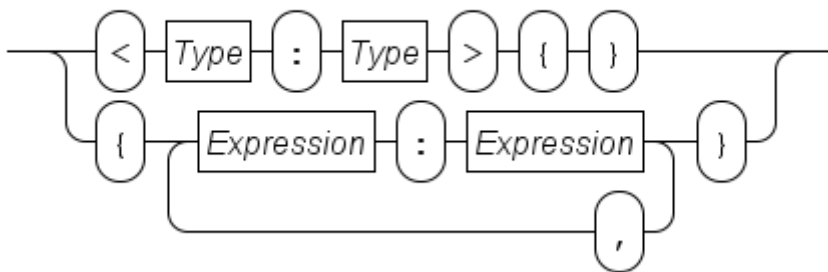 < Type : Type > { }
{ Expression : Expression }
,